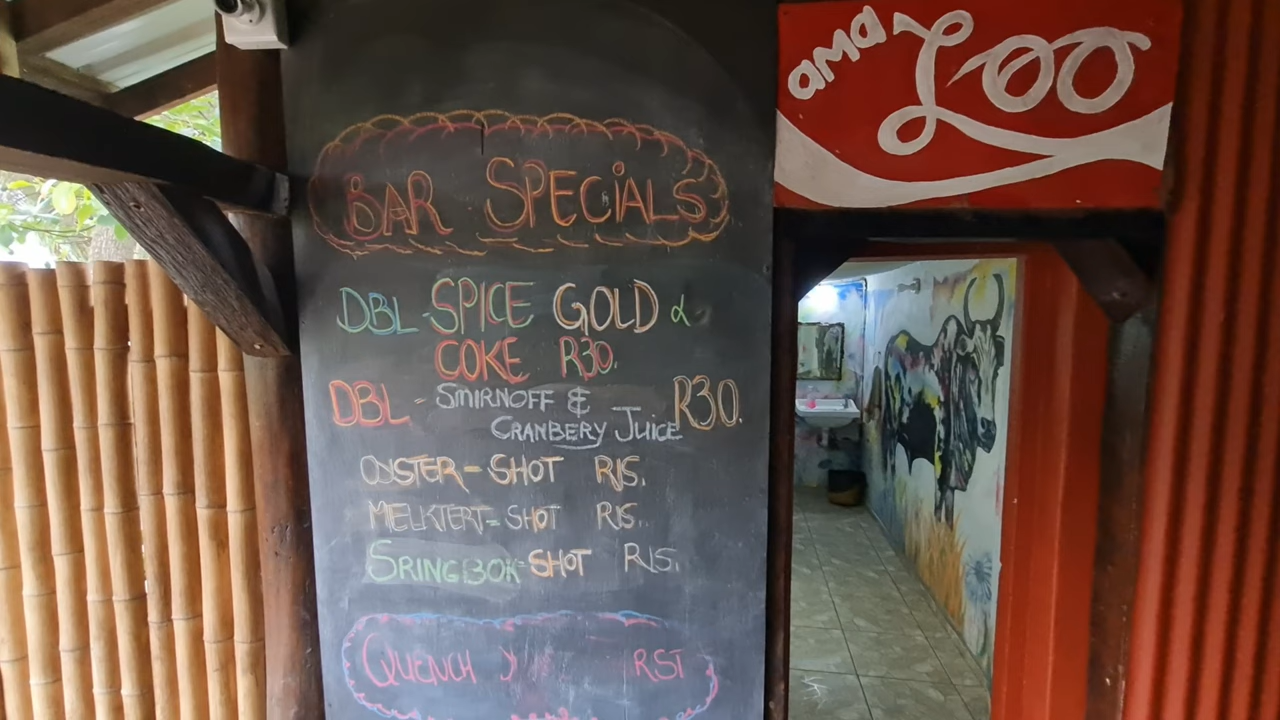 BAR SPECIALS
DBL-SPICE GOLD &
COKE R30.
DBL - SMIRNOFF & R30.
CRANBERY JUICE
OYSTER-SHOT R15.
MELKTERT-SHOT R15.
SRINGBOK-SHOT R15.
QUENCH Y RST
ama Loo